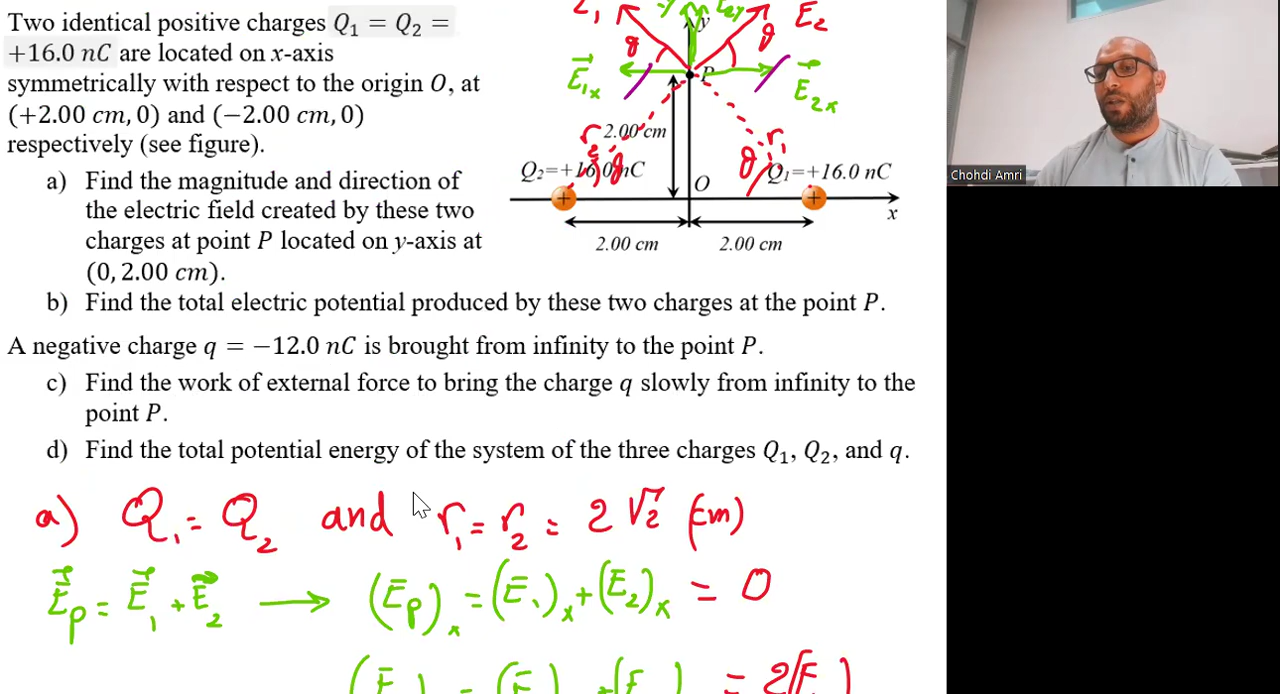 Two identical positive charges Q₁ = Q₂ =
+16.0 nC are located on x-axis
symmetrically with respect to the origin O, at
(+2.00 cm, 0) and (−2.00 cm, 0)
respectively (see figure).
a) Find the magnitude and direction of
the electric field created by these two
charges at point P located on y-axis at
(0, 2.00 cm).
b) Find the total electric potential produced by these two charges at the point P.
A negative charge q = −12.0 nC is brought from infinity to the point P.
c) Find the work of external force to bring the charge q slowly from infinity to the
point P.
d) Find the total potential energy of the system of the three charges Q₁, Q₂, and q.
E₂
y
θ
θ
P
E⃗₁ₓ
E⃗₂ₓ
r₂
2.00 cm
r₁
θ
θ
Q₂=+16.0 nC
O
Q₁=+16.0 nC
+
+
x
2.00 cm
2.00 cm
Chohdi Amri
a) Q₁ = Q₂ and r₁ = r₂ = 2√2 (cm)
E⃗p = E⃗₁ + E⃗₂ → (Ep)ₓ = (E₁)ₓ + (E₂)ₓ = 0